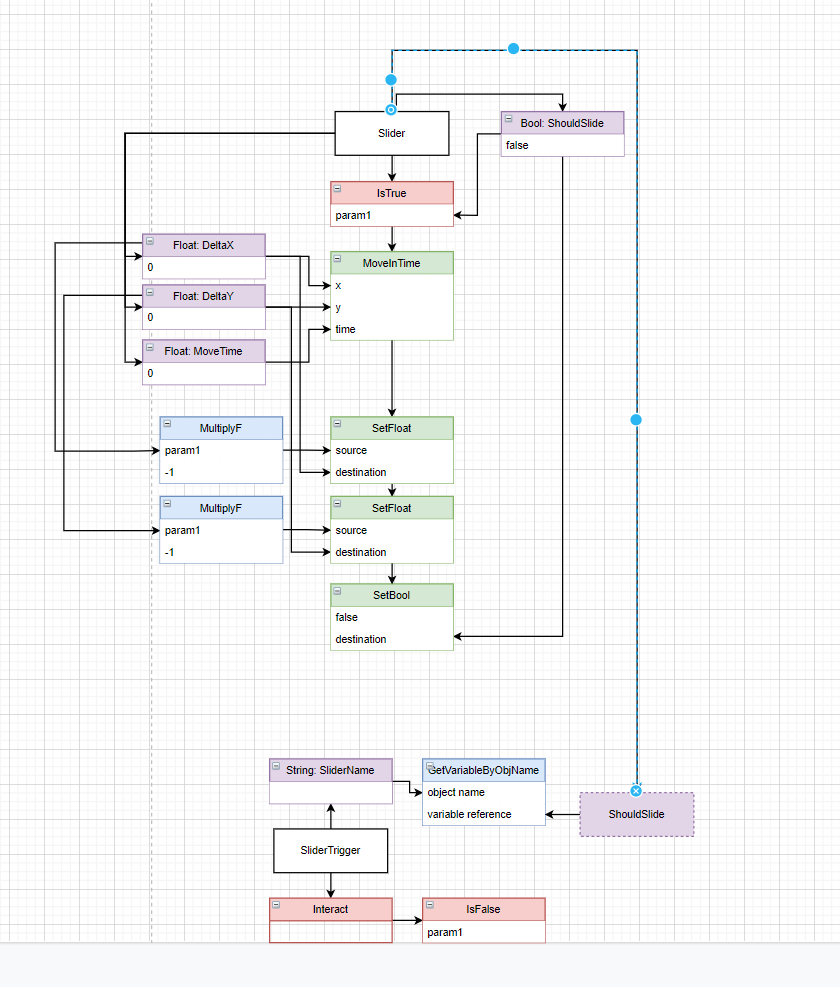 Slider
Bool: ShouldSlide
false
IsTrue
param1
Float: DeltaX
0
MoveInTime
x
y
time
Float: DeltaY
0
Float: MoveTime
0
MultiplyF
param1
-1
SetFloat
source
destination
MultiplyF
param1
-1
SetFloat
source
destination
SetBool
false
destination
String: SliderName
GetVariableByObjName
object name
variable reference
ShouldSlide
SliderTrigger
Interact
IsFalse
param1